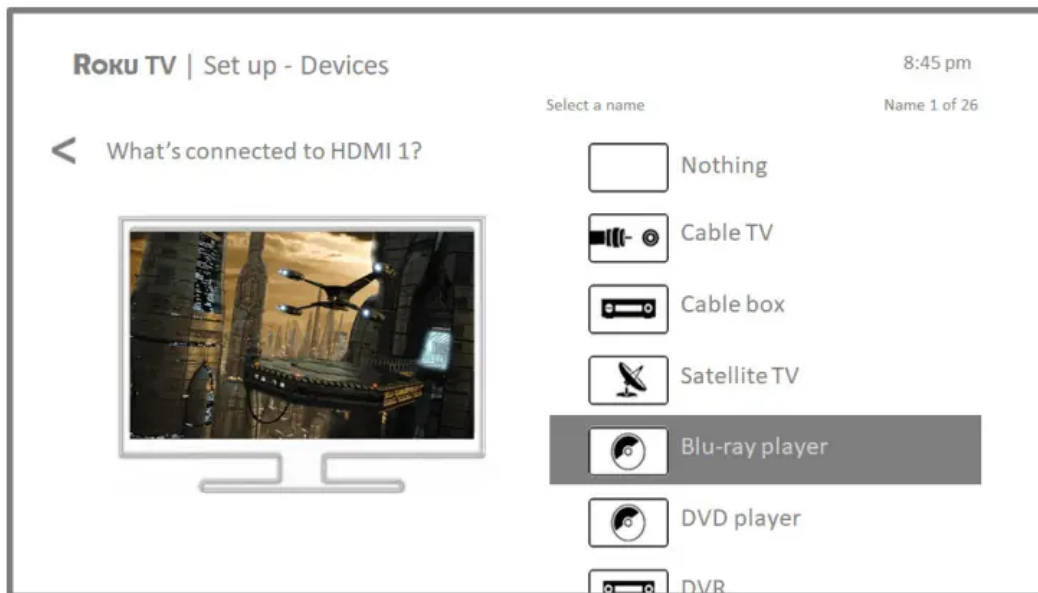 Roku TV | Set up - Devices
8:45 pm
Select a name
Name 1 of 26
< What's connected to HDMI 1?
Nothing
Cable TV
Cable box
Satellite TV
Blu-ray player
DVD player
DVR